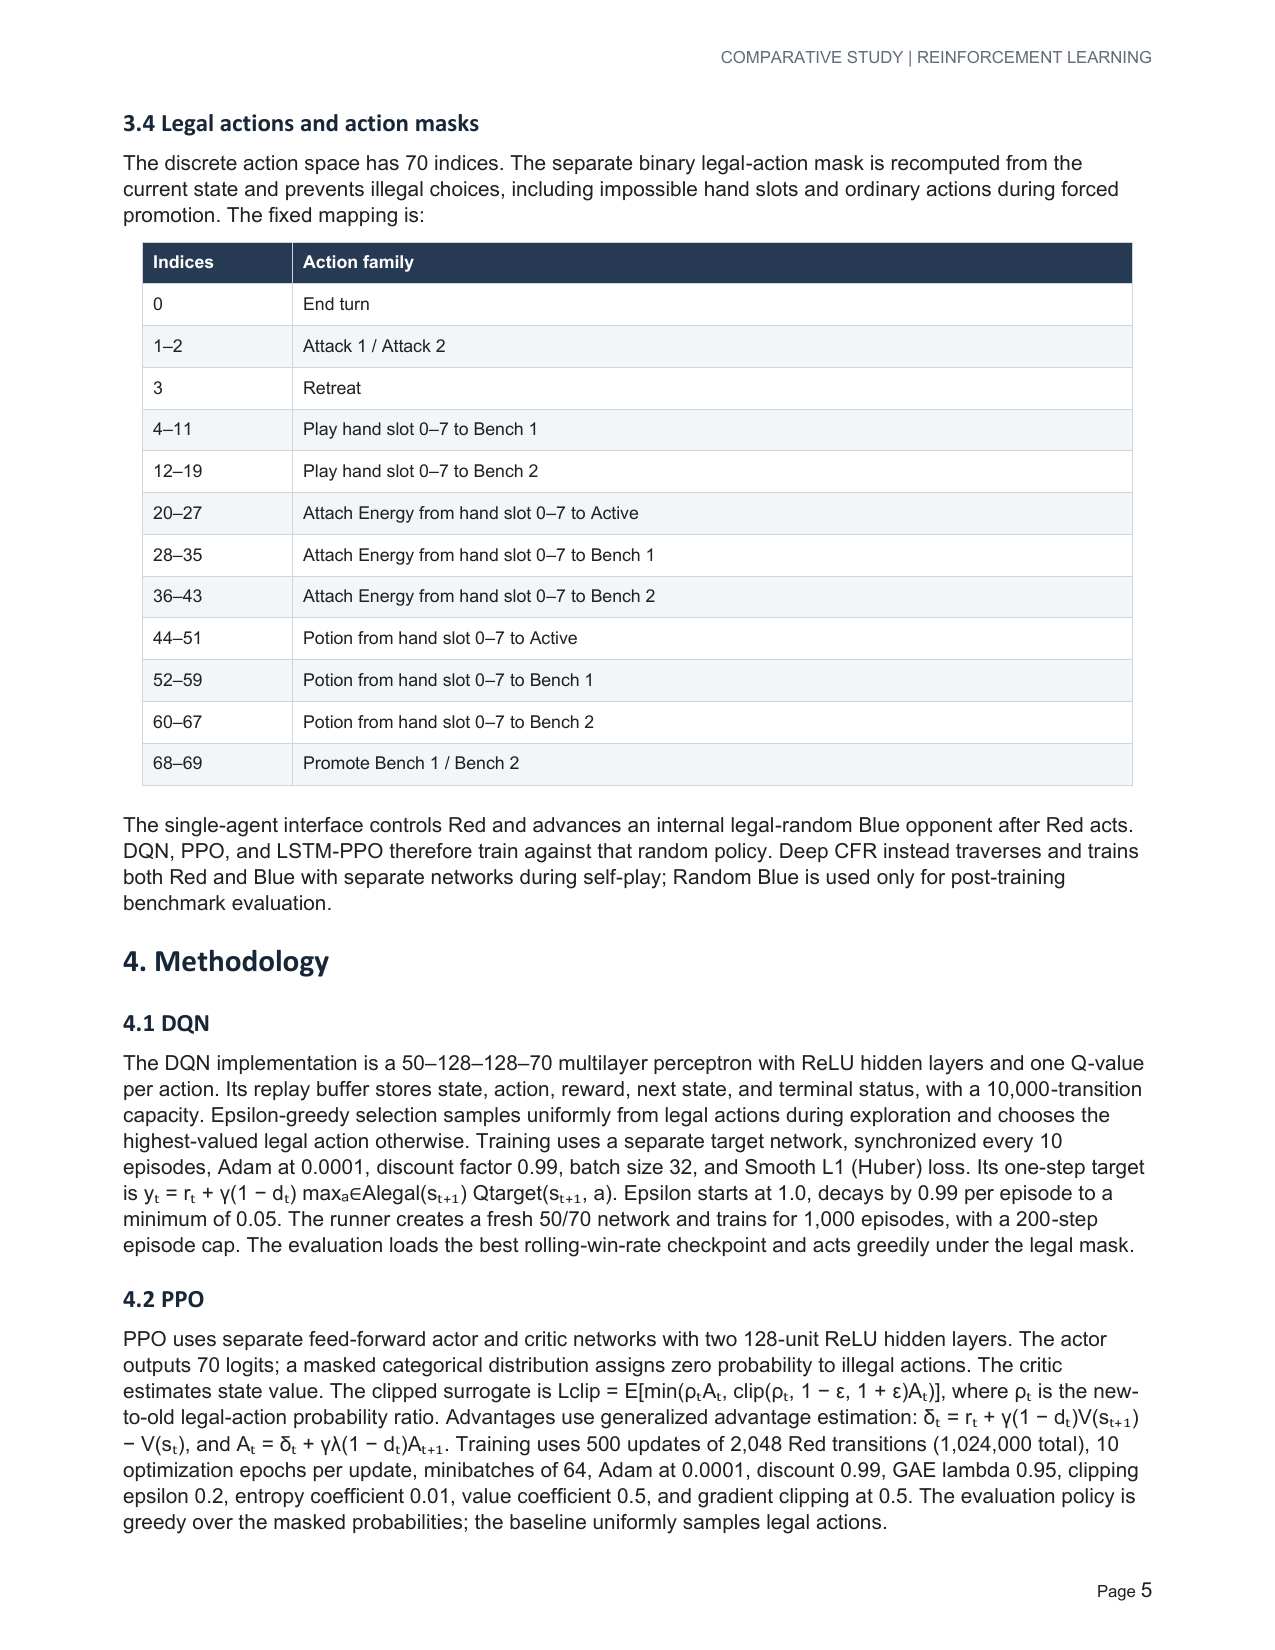 COMPARATIVE STUDY | REINFORCEMENT LEARNING
3.4 Legal actions and action masks
The discrete action space has 70 indices. The separate binary legal-action mask is recomputed from the
current state and prevents illegal choices, including impossible hand slots and ordinary actions during forced
promotion. The fixed mapping is:
Indices Action family
0 End turn
1–2 Attack 1 / Attack 2
3 Retreat
4–11 Play hand slot 0–7 to Bench 1
12–19 Play hand slot 0–7 to Bench 2
20–27 Attach Energy from hand slot 0–7 to Active
28–35 Attach Energy from hand slot 0–7 to Bench 1
36–43 Attach Energy from hand slot 0–7 to Bench 2
44–51 Potion from hand slot 0–7 to Active
52–59 Potion from hand slot 0–7 to Bench 1
60–67 Potion from hand slot 0–7 to Bench 2
68–69 Promote Bench 1 / Bench 2
The single-agent interface controls Red and advances an internal legal-random Blue opponent after Red acts.
DQN, PPO, and LSTM-PPO therefore train against that random policy. Deep CFR instead traverses and trains
both Red and Blue with separate networks during self-play; Random Blue is used only for post-training
benchmark evaluation.
4. Methodology
4.1 DQN
The DQN implementation is a 50–128–128–70 multilayer perceptron with ReLU hidden layers and one Q-value
per action. Its replay buffer stores state, action, reward, next state, and terminal status, with a 10,000-transition
capacity. Epsilon-greedy selection samples uniformly from legal actions during exploration and chooses the
highest-valued legal action otherwise. Training uses a separate target network, synchronized every 10
episodes, Adam at 0.0001, discount factor 0.99, batch size 32, and Smooth L1 (Huber) loss. Its one-step target
is yₜ = rₜ + γ(1 − dₜ) maxₐ∈Alegal(sₜ₊₁) Qtarget(sₜ₊₁, a). Epsilon starts at 1.0, decays by 0.99 per episode to a
minimum of 0.05. The runner creates a fresh 50/70 network and trains for 1,000 episodes, with a 200-step
episode cap. The evaluation loads the best rolling-win-rate checkpoint and acts greedily under the legal mask.
4.2 PPO
PPO uses separate feed-forward actor and critic networks with two 128-unit ReLU hidden layers. The actor
outputs 70 logits; a masked categorical distribution assigns zero probability to illegal actions. The critic
estimates state value. The clipped surrogate is Lclip = E[min(ρₜAₜ, clip(ρₜ, 1 − ε, 1 + ε)Aₜ)], where ρₜ is the new-
to-old legal-action probability ratio. Advantages use generalized advantage estimation: δₜ = rₜ + γ(1 − dₜ)V(sₜ₊₁)
− V(sₜ), and Aₜ = δₜ + γλ(1 − dₜ)Aₜ₊₁. Training uses 500 updates of 2,048 Red transitions (1,024,000 total), 10
optimization epochs per update, minibatches of 64, Adam at 0.0001, discount 0.99, GAE lambda 0.95, clipping
epsilon 0.2, entropy coefficient 0.01, value coefficient 0.5, and gradient clipping at 0.5. The evaluation policy is
greedy over the masked probabilities; the baseline uniformly samples legal actions.
Page 5